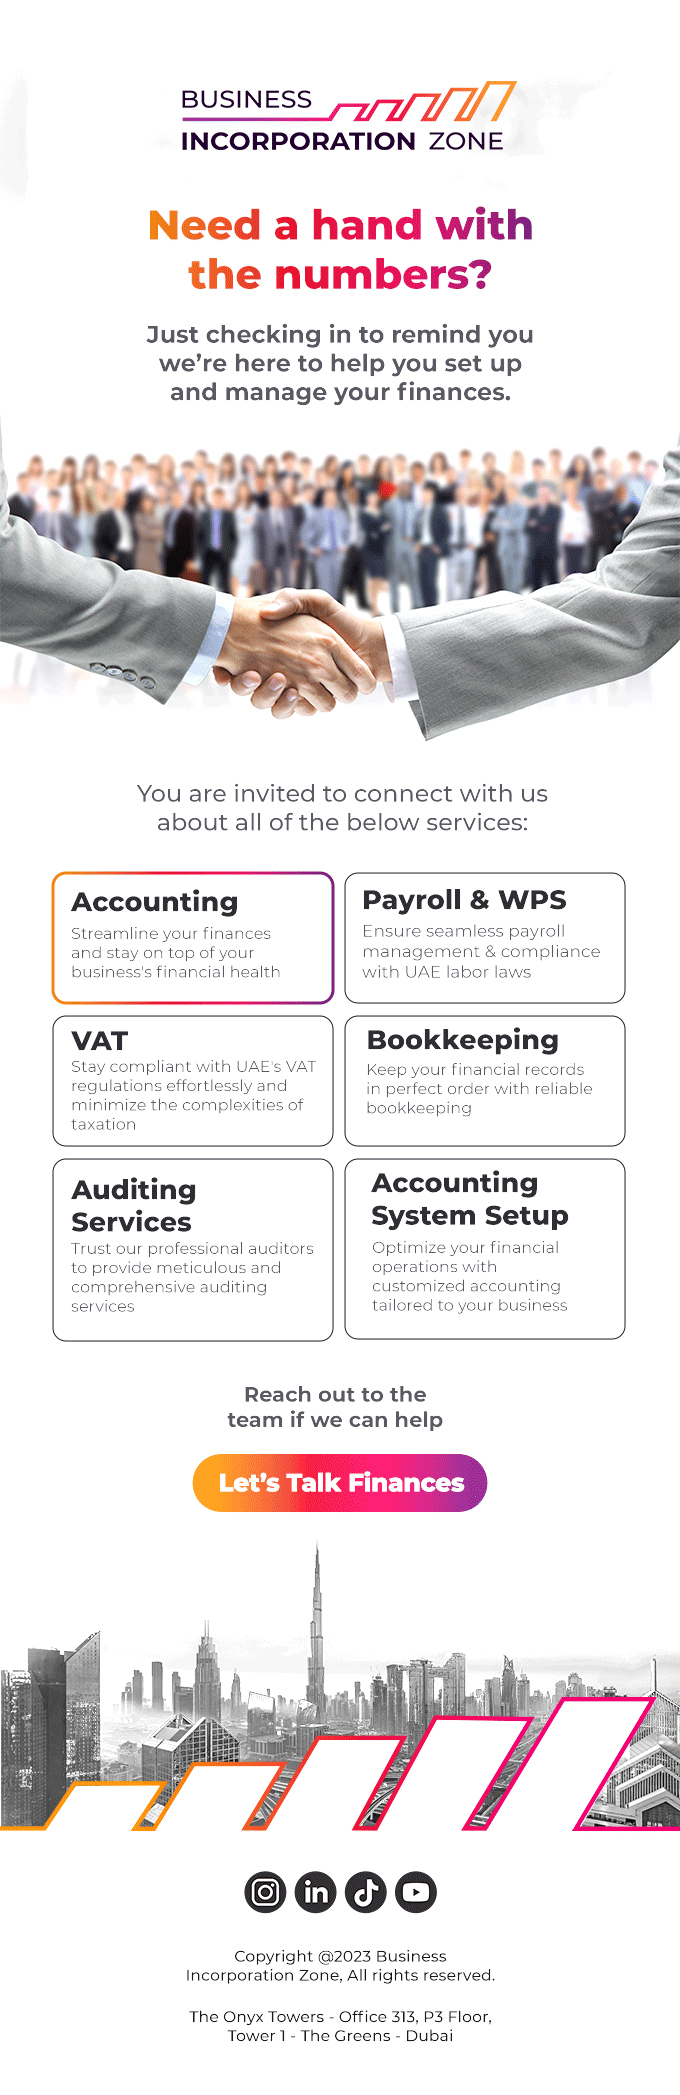 BUSINESS
INCORPORATION ZONE
Need a hand with
the numbers?
Just checking in to remind you
we're here to help you set up
and manage your finances.
You are invited to connect with us
about all of the below services:
Accounting
Streamline your finances
and stay on top of your
business's financial health
Payroll & WPS
Ensure seamless payroll
management & compliance
with UAE labor laws
VAT
Stay compliant with UAE's VAT
regulations effortlessly and
minimize the complexities of
taxation
Bookkeeping
Keep your financial records
in perfect order with reliable
bookkeeping
Auditing
Services
Trust our professional auditors
to provide meticulous and
comprehensive auditing
services
Accounting
System Setup
Optimize your financial
operations with
customized accounting
tailored to your business
Reach out to the
team if we can help
Let's Talk Finances
in
Copyright @2023 Business
Incorporation Zone, All rights reserved.
The Onyx Towers - Office 313, P3 Floor,
Tower 1 - The Greens - Dubai